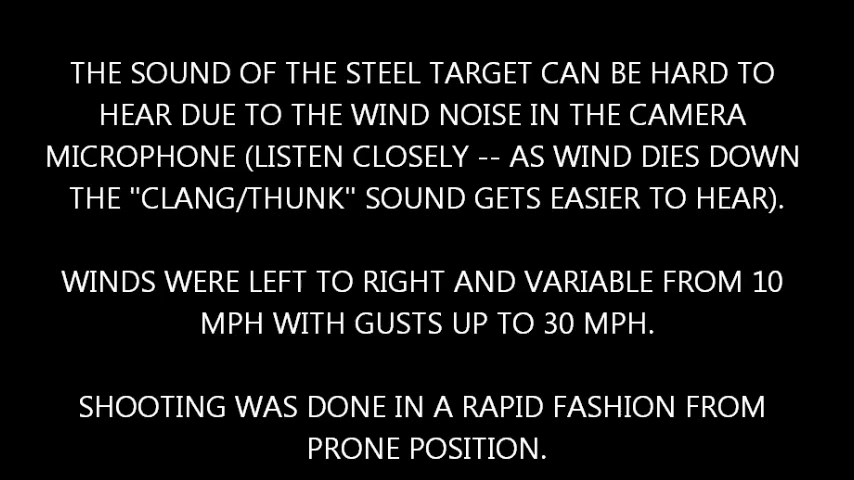 THE SOUND OF THE STEEL TARGET CAN BE HARD TO
HEAR DUE TO THE WIND NOISE IN THE CAMERA
MICROPHONE (LISTEN CLOSELY -- AS WIND DIES DOWN
THE "CLANG/THUNK" SOUND GETS EASIER TO HEAR).
WINDS WERE LEFT TO RIGHT AND VARIABLE FROM 10
MPH WITH GUSTS UP TO 30 MPH.
SHOOTING WAS DONE IN A RAPID FASHION FROM
PRONE POSITION.